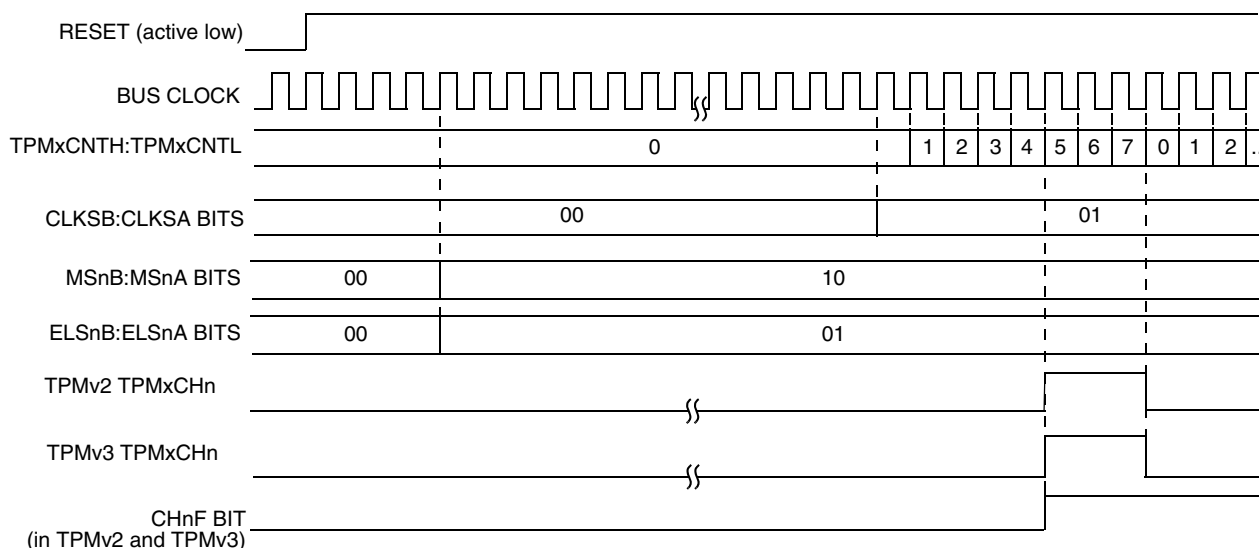 RESET (active low)
BUS CLOCK
TPMxCNTH:TPMxCNTL 0 1 2 3 4 5 6 7 0 1 2 ..
CLKSB:CLKSA BITS 00 01
MSnB:MSnA BITS 00 10
ELSnB:ELSnA BITS 00 01
TPMv2 TPMxCHn
TPMv3 TPMxCHn
CHnF BIT
(in TPMv2 and TPMv3)